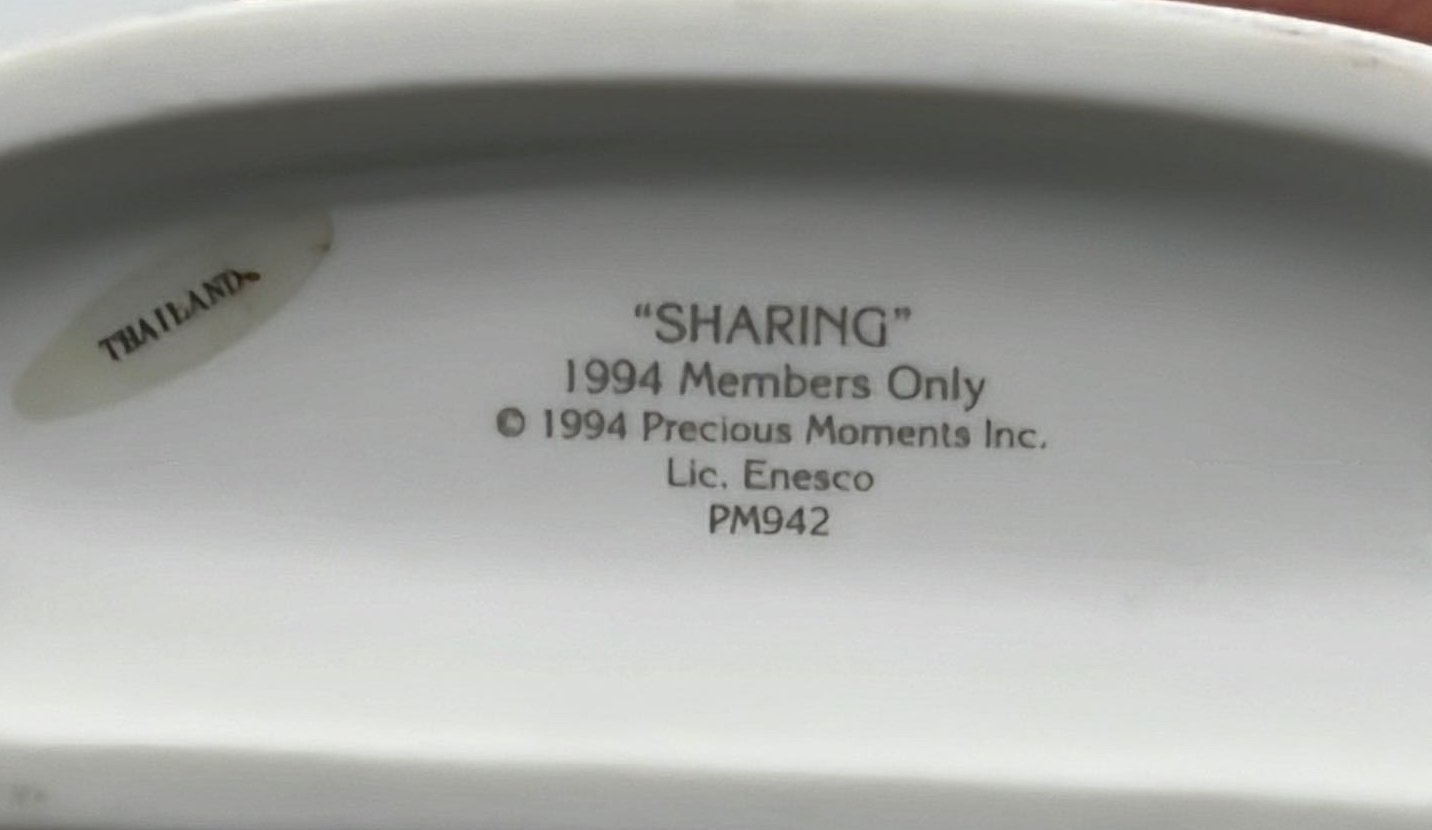 THAILAND
“SHARING”
1994 Members Only
© 1994 Precious Moments Inc.
Lic. Enesco
PM942